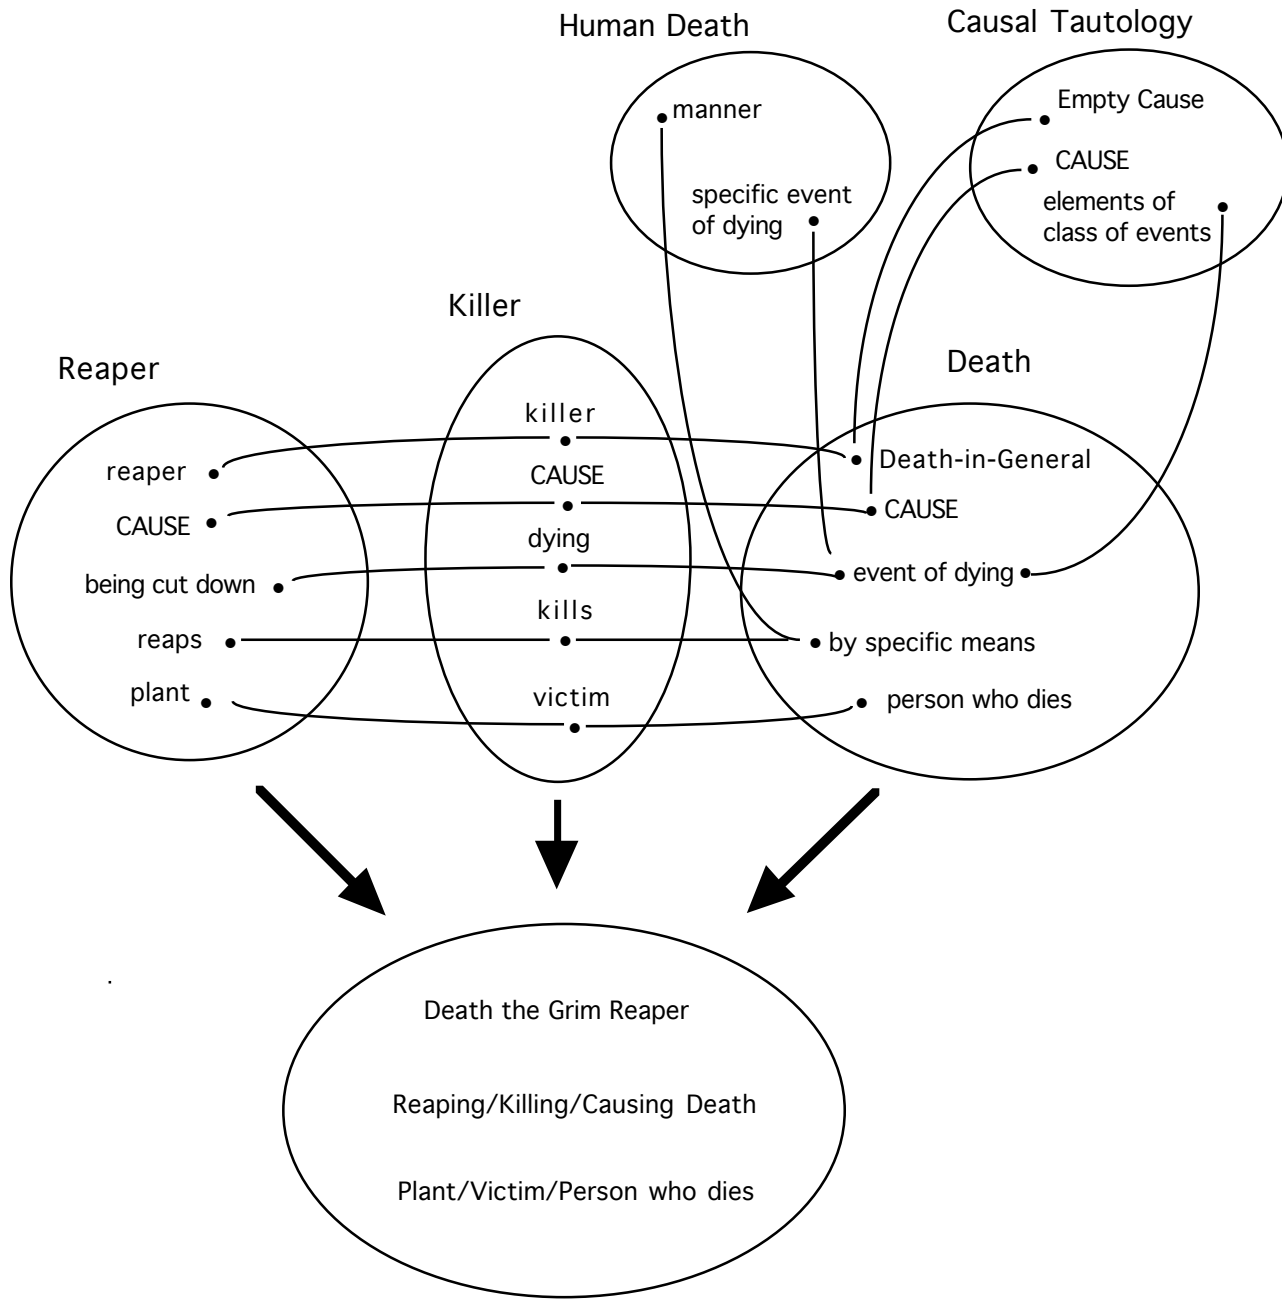 Human Death
Causal Tautology
manner
specific event
of dying
Empty Cause
CAUSE
elements of
class of events
Reaper
Killer
Death
reaper
CAUSE
being cut down
reaps
plant
killer
CAUSE
dying
kills
victim
Death-in-General
CAUSE
event of dying
by specific means
person who dies
Death the Grim Reaper
Reaping/Killing/Causing Death
Plant/Victim/Person who dies